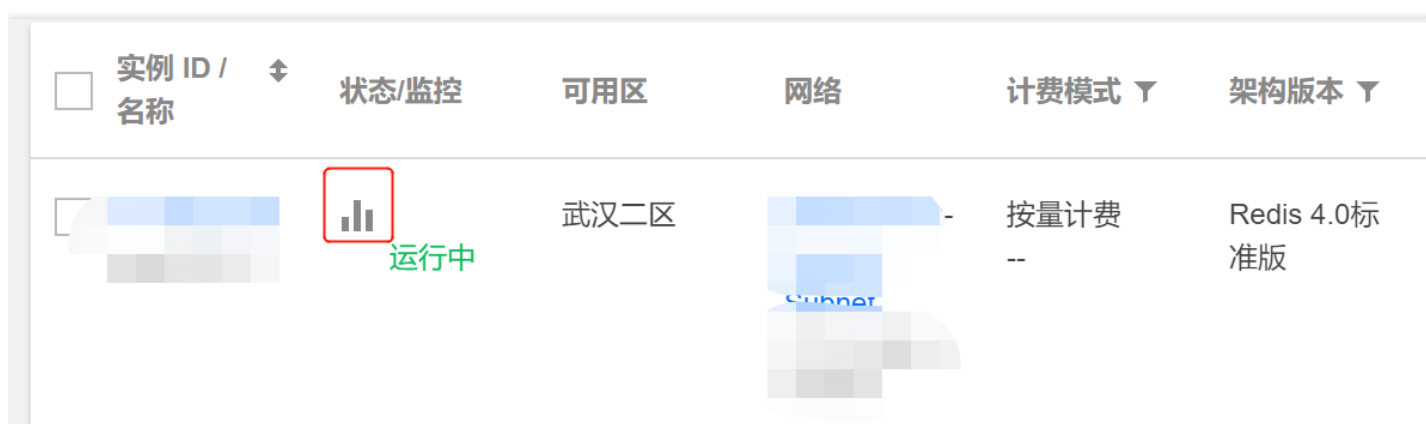 实例 ID /
名称
状态/监控
可用区
网络
计费模式
架构版本
运行中
武汉二区
-
Subnet
按量计费
--
Redis 4.0标
准版